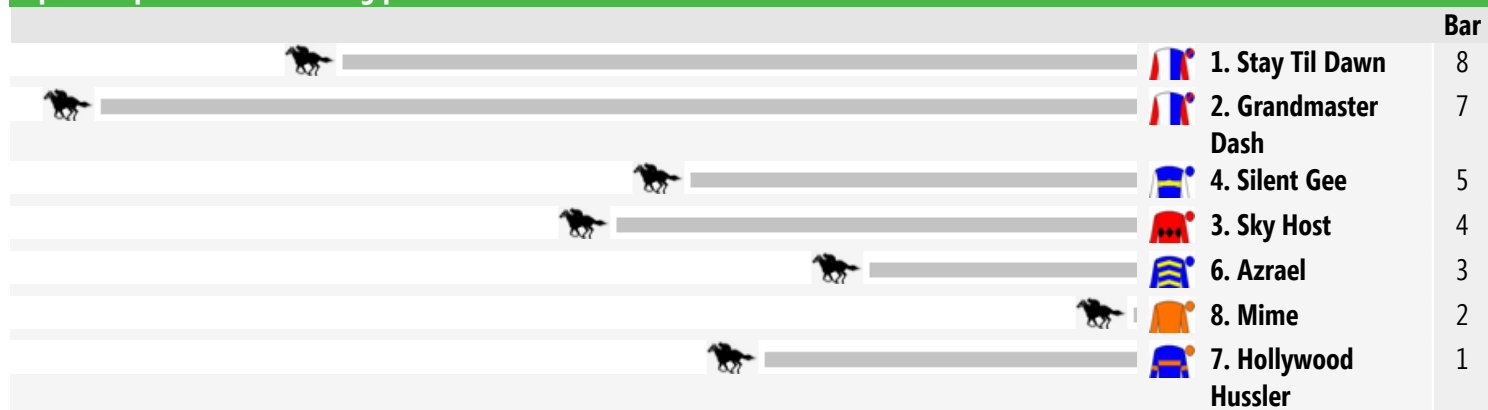 Bar
1. Stay Til Dawn 8
2. Grandmaster 7
Dash
4. Silent Gee 5
3. Sky Host 4
6. Azrael 3
8. Mime 2
7. Hollywood 1
Hussler